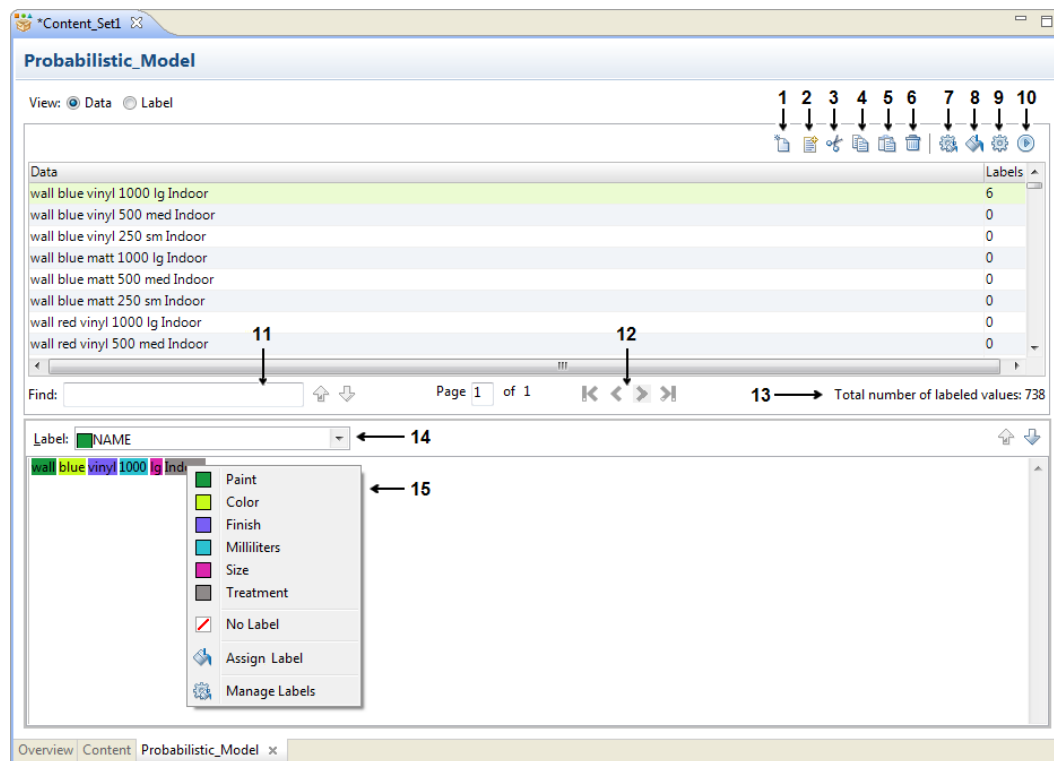 *Content_Set1
Probabilistic_Model
View: Data Label
1 2 3 4 5 6 7 8 9 10
Data Labels
wall blue vinyl 1000 lg Indoor 6
wall blue vinyl 500 med Indoor 0
wall blue vinyl 250 sm Indoor 0
wall blue matt 1000 lg Indoor 0
wall blue matt 500 med Indoor 0
wall blue matt 250 sm Indoor 0
wall red vinyl 1000 lg Indoor 0
wall red vinyl 500 med Indoor 0
11 12
Find: Page 1 of 1 13 Total number of labeled values: 738
Label: NAME 14
wall blue vinyl 1000 lg
Paint
15
Color
Finish
Milliliters
Size
Treatment
No Label
Assign Label
Manage Labels
Overview Content Probabilistic_Model